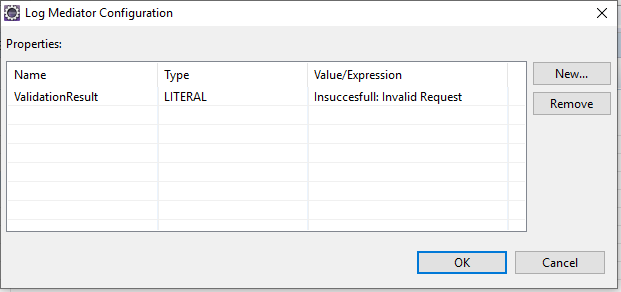 Log Mediator Configuration
Properties:
Name Type Value/Expression
New...
ValidationResult LITERAL Insuccesfull: Invalid Request
Remove
OK Cancel